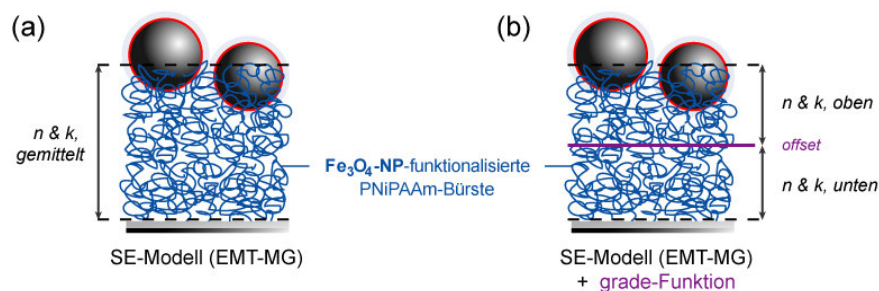 (a)
n & k,
gemittelt
SE-Modell (EMT-MG)
Fe₃O₄-NP-funktionalisierte
PNiPAAm-Bürste
(b)
n & k, oben
offset
n & k, unten
SE-Modell (EMT-MG)
+ grade-Funktion